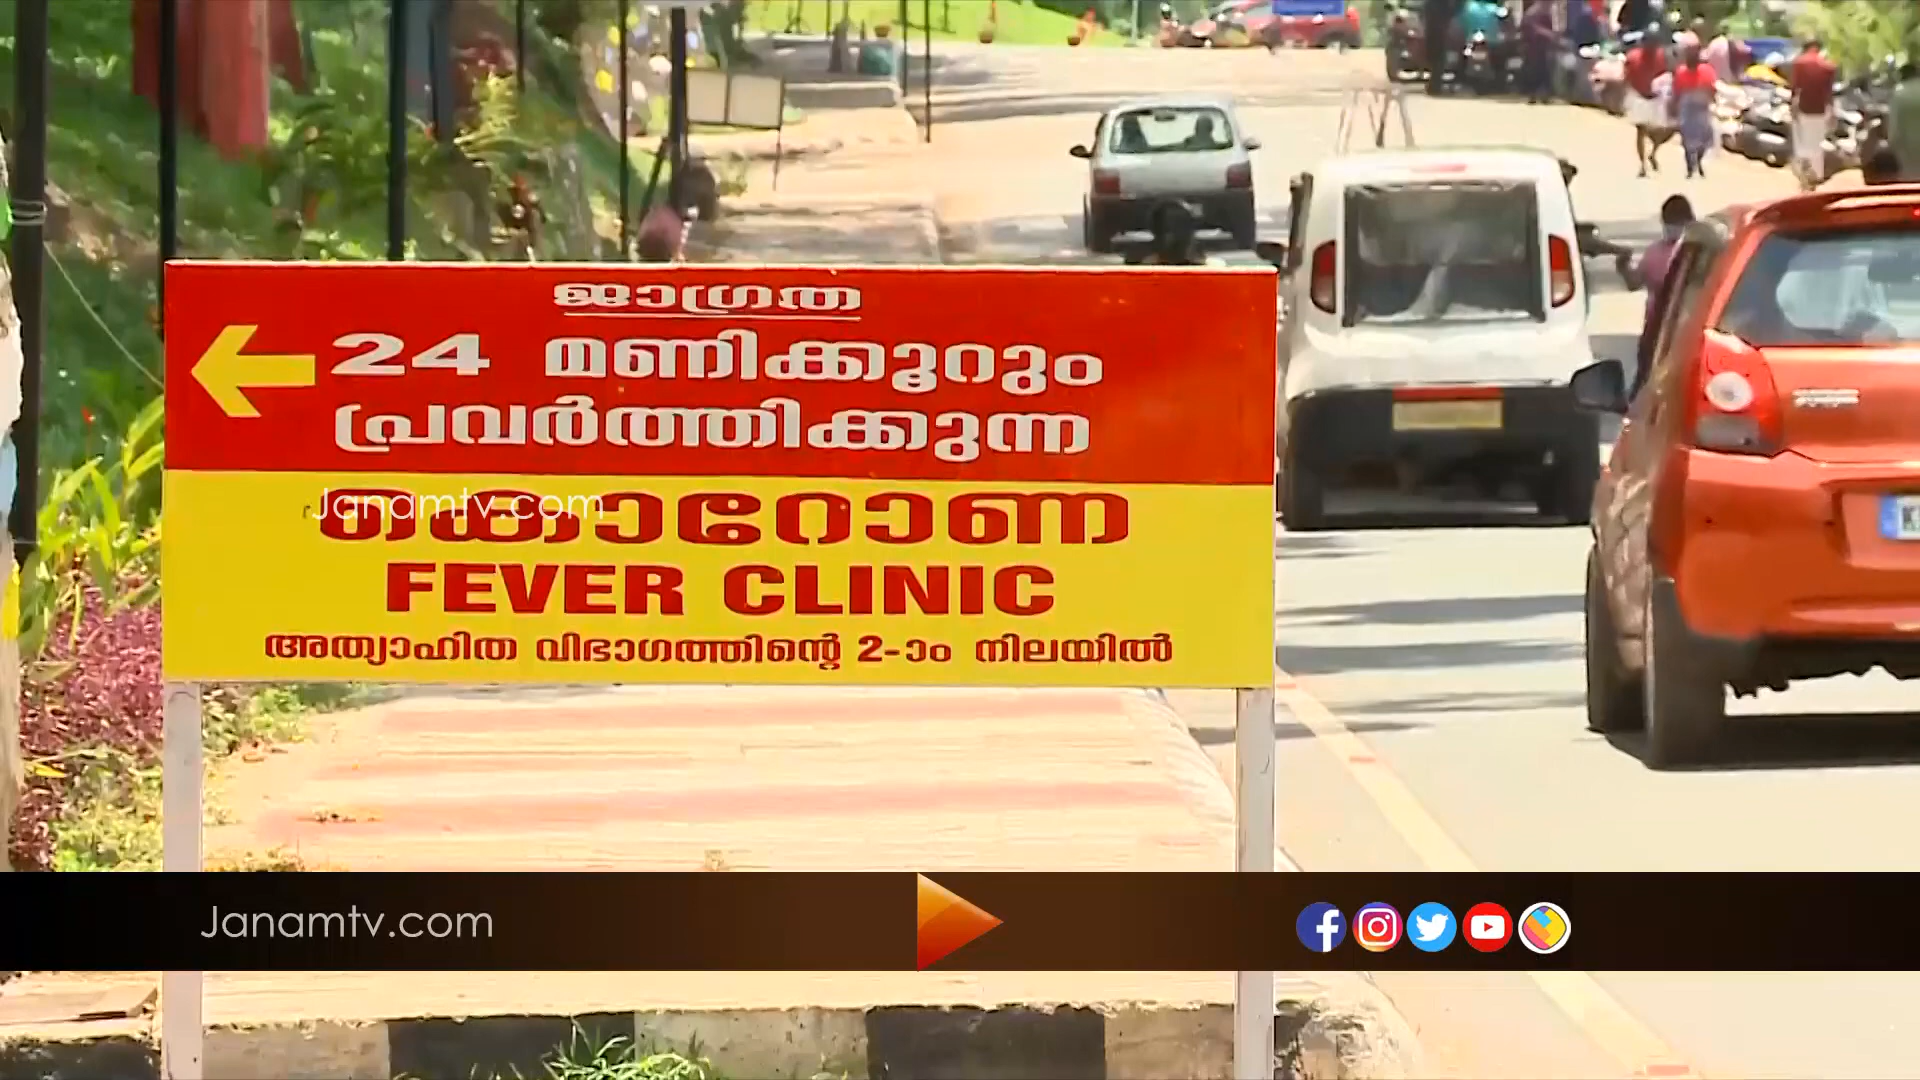 ജാഗ്രത
24 മണിക്കൂറും
പ്രവർത്തിക്കുന്ന
കൊറോണ
Janamtv.com
FEVER CLINIC
അത്യാഹിത വിഭാഗത്തിന്റെ 2-ാം നിലയിൽ
Janamtv.com